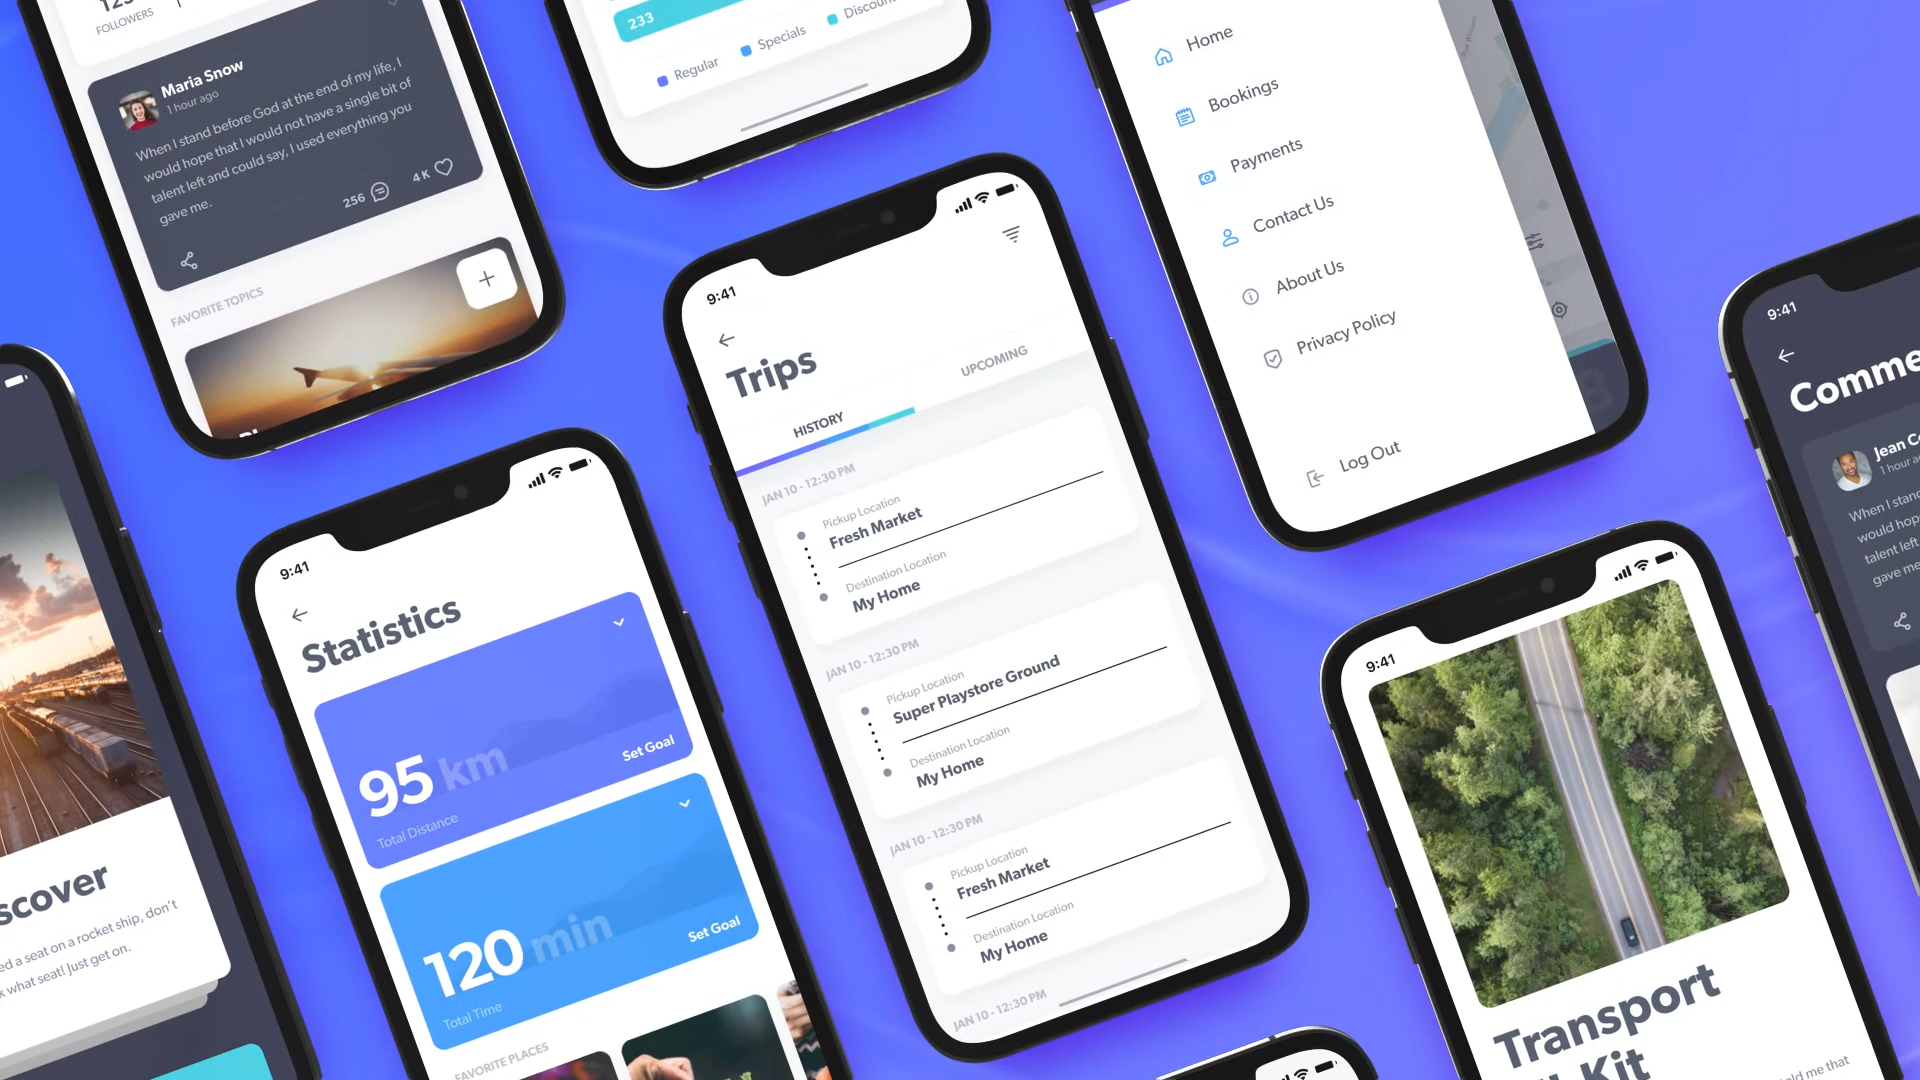 FOLLOWERS
Maria Snow
1 hour ago
When I stand before God at the end of my life, I
would hope that I would not have a single bit of
talent left and could say, I used everything you
gave me.
256
4 K
FAVORITE TOPICS
233
Regular
Specials
Home
Bookings
Payments
Contact Us
About Us
Privacy Policy
Log Out
9:41
Trips
HISTORY
UPCOMING
JAN 10 - 12:30 PM
Pickup Location
Fresh Market
Destination Location
My Home
JAN 10 - 12:30 PM
Pickup Location
Super Playstore Ground
Destination Location
My Home
JAN 10 - 12:30 PM
Pickup Location
Fresh Market
Destination Location
My Home
JAN 10 - 12:30 PM
9:41
Statistics
95 km
Total Distance
Set Goal
120 min
Total Time
Set Goal
FAVORITE PLACES
a seat on a rocket ship, don't
what seat! Just get on.
9:41
Transport
Kit
me that
9:41
Jean
1 hour
When I stand
would hope
talent left
gave me